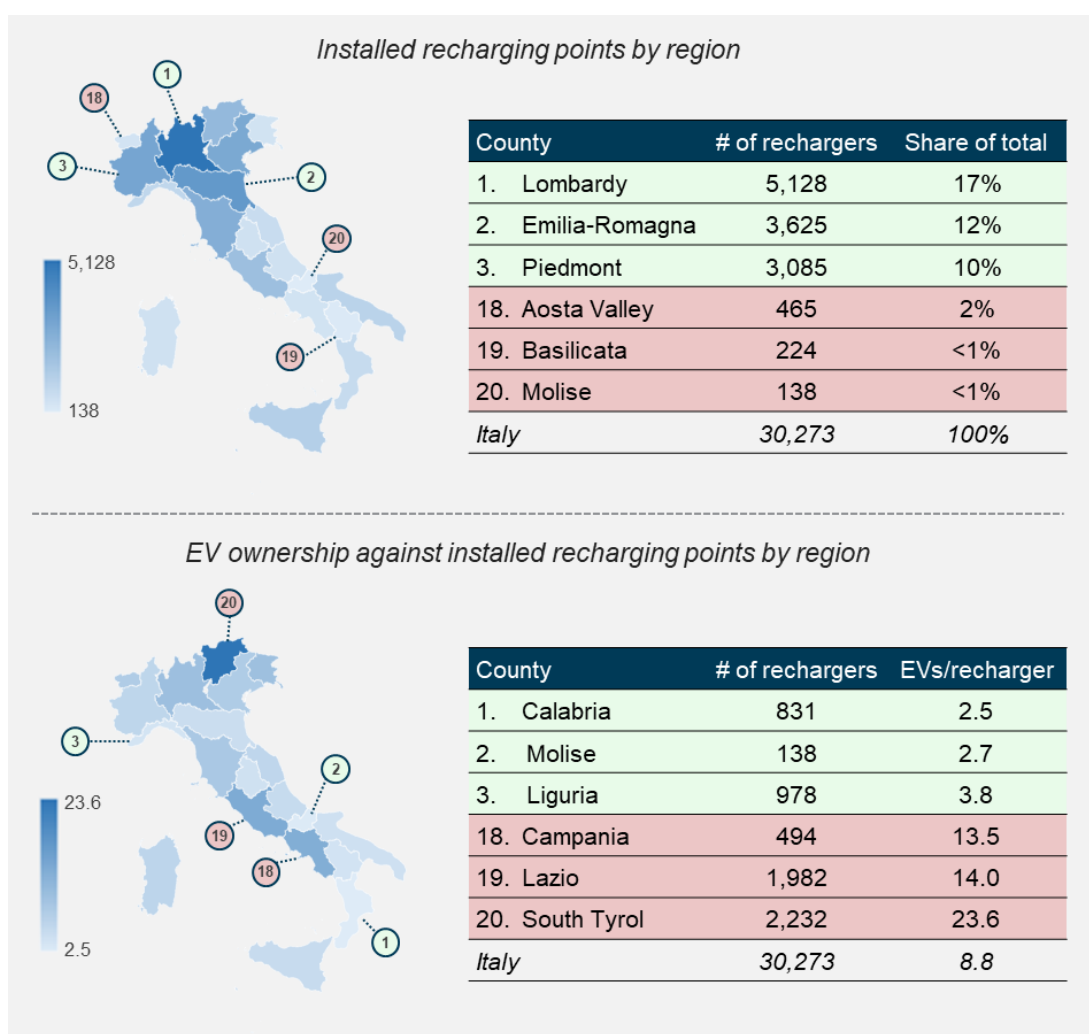 Installed recharging points by region
1
18
3
2
20
19
5,128
138
County # of rechargers Share of total
1. Lombardy 5,128 17%
2. Emilia-Romagna 3,625 12%
3. Piedmont 3,085 10%
18. Aosta Valley 465 2%
19. Basilicata 224 <1%
20. Molise 138 <1%
Italy 30,273 100%
EV ownership against installed recharging points by region
20
3
2
19
18
1
23.6
2.5
County # of rechargers EVs/recharger
1. Calabria 831 2.5
2. Molise 138 2.7
3. Liguria 978 3.8
18. Campania 494 13.5
19. Lazio 1,982 14.0
20. South Tyrol 2,232 23.6
Italy 30,273 8.8